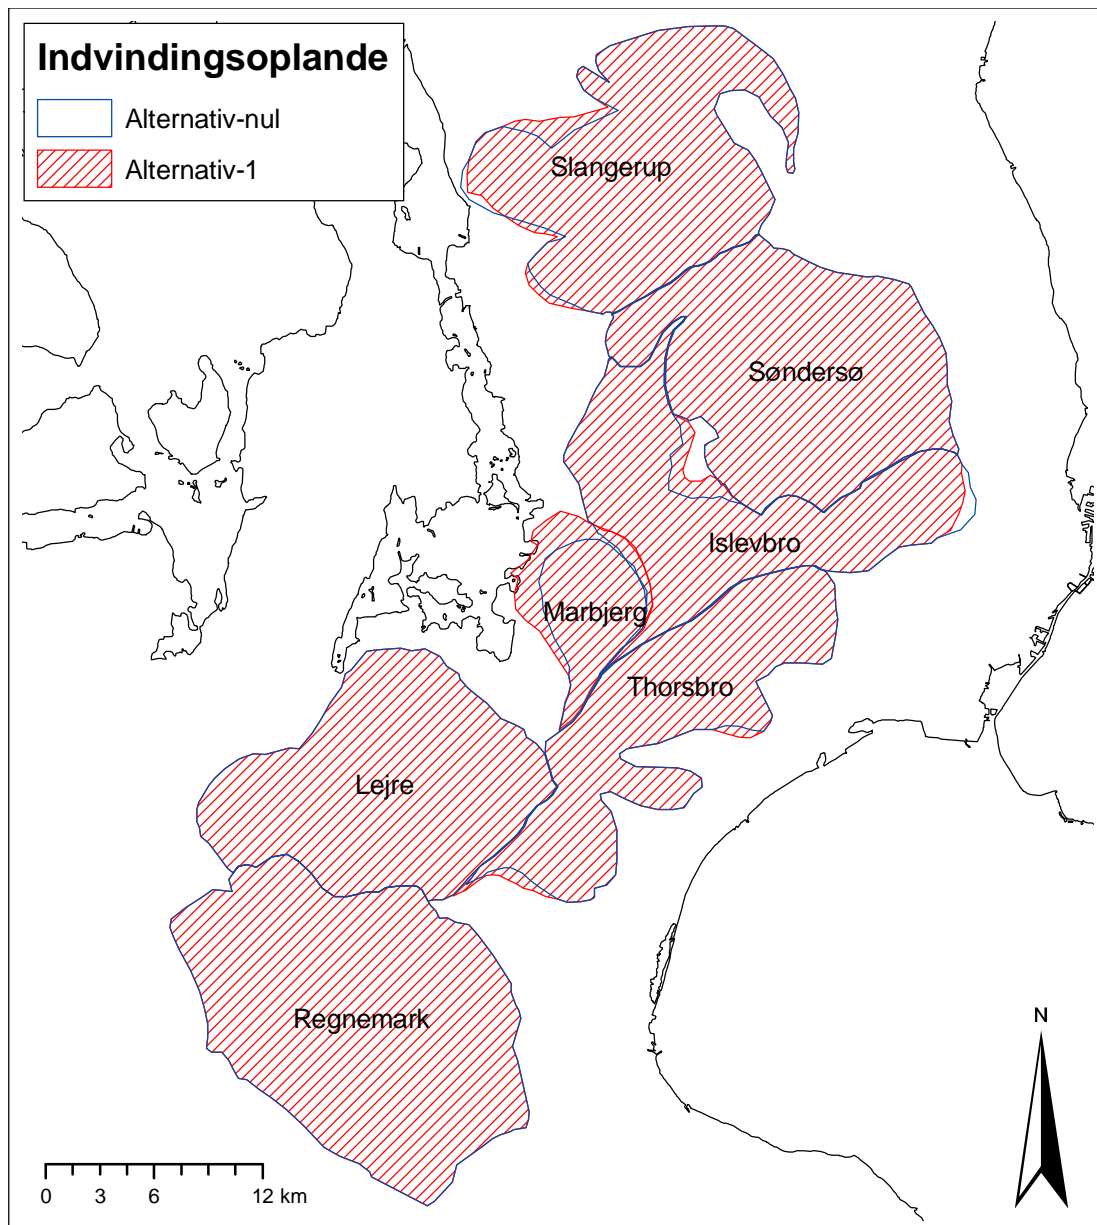 Indvindingsoplande
Alternativ-nul
Alternativ-1
Slangerup
Søndersø
Islevbro
Marbjerg
Thorsbro
Lejre
Regnemark
N
0 3 6 12 km